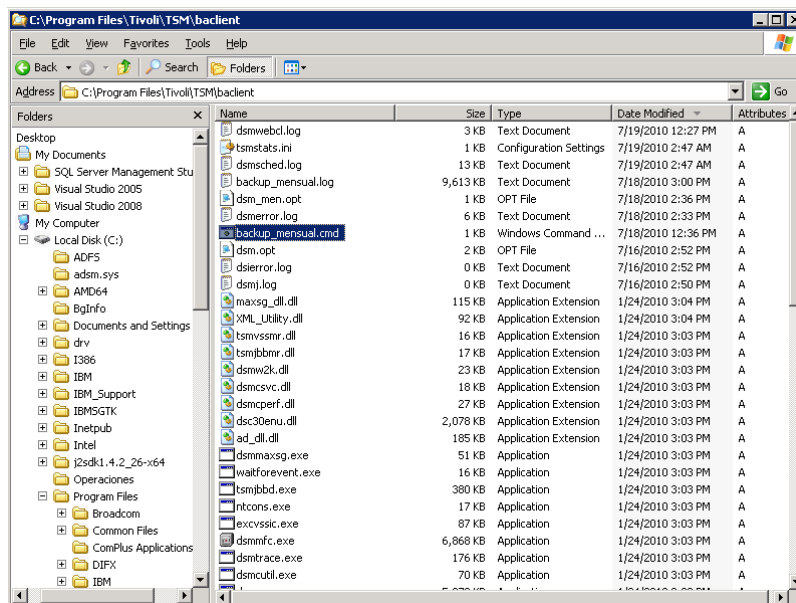 C:\Program Files\Tivoli\TSM\baclient
File Edit View Favorites Tools Help
Back Search Folders
Address C:\Program Files\Tivoli\TSM\baclient Go
Folders
Desktop
My Documents
SQL Server Management Stu
Visual Studio 2005
Visual Studio 2008
My Computer
Local Disk (C:)
ADFS
adsm.sys
AMD64
BgInfo
Documents and Settings
drv
I386
IBM
IBM_Support
IBMSGTK
Inetpub
Intel
j2sdk1.4.2_26-x64
Operaciones
Program Files
Broadcom
Common Files
ComPlus Applications
DIFX
IBM
Name Size Type Date Modified Attributes
dsmwebcl.log 3 KB Text Document 7/19/2010 12:27 PM A
tsmstats.ini 1 KB Configuration Settings 7/19/2010 2:47 AM A
dsmsched.log 13 KB Text Document 7/19/2010 2:47 AM A
backup_mensual.log 9,613 KB Text Document 7/18/2010 3:00 PM A
dsm_men.opt 1 KB OPT File 7/18/2010 2:36 PM A
dsmerror.log 6 KB Text Document 7/18/2010 2:33 PM A
backup_mensual.cmd 1 KB Windows Command ... 7/18/2010 12:36 PM A
dsm.opt 2 KB OPT File 7/16/2010 2:52 PM A
dsierror.log 0 KB Text Document 7/16/2010 2:52 PM A
dsmj.log 0 KB Text Document 7/16/2010 2:50 PM A
maxsg_dll.dll 115 KB Application Extension 1/24/2010 3:04 PM A
XML_Utility.dll 92 KB Application Extension 1/24/2010 3:04 PM A
tsmvssmr.dll 16 KB Application Extension 1/24/2010 3:03 PM A
tsmjbbmr.dll 17 KB Application Extension 1/24/2010 3:03 PM A
dsmw2k.dll 23 KB Application Extension 1/24/2010 3:03 PM A
dsmcsvc.dll 18 KB Application Extension 1/24/2010 3:03 PM A
dsmcperf.dll 27 KB Application Extension 1/24/2010 3:03 PM A
dsc30enu.dll 2,078 KB Application Extension 1/24/2010 3:03 PM A
ad_dll.dll 185 KB Application Extension 1/24/2010 3:03 PM A
dsmmaxsg.exe 51 KB Application 1/24/2010 3:03 PM A
waitforevent.exe 16 KB Application 1/24/2010 3:03 PM A
tsmjbbd.exe 380 KB Application 1/24/2010 3:03 PM A
ntcons.exe 17 KB Application 1/24/2010 3:03 PM A
excvssic.exe 87 KB Application 1/24/2010 3:03 PM A
dsmmfc.exe 6,868 KB Application 1/24/2010 3:03 PM A
dsmtrace.exe 176 KB Application 1/24/2010 3:03 PM A
dsmcutil.exe 70 KB Application 1/24/2010 3:03 PM A